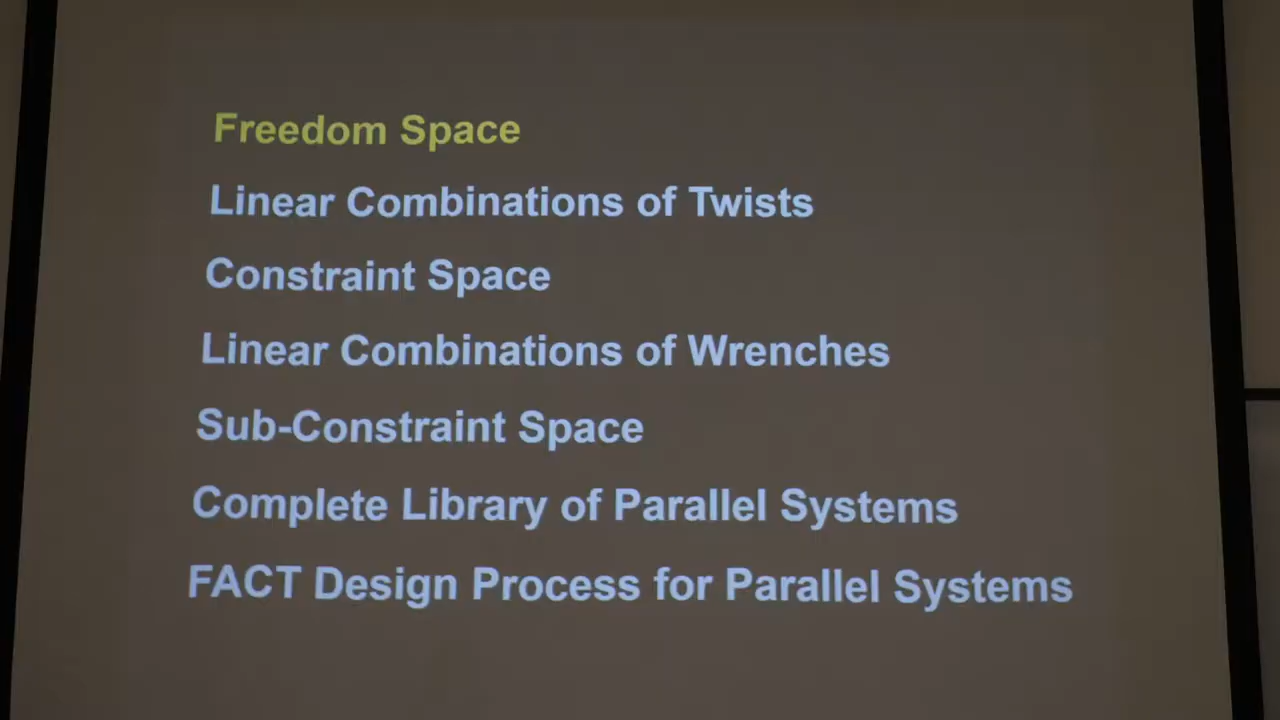 Freedom Space
Linear Combinations of Twists
Constraint Space
Linear Combinations of Wrenches
Sub-Constraint Space
Complete Library of Parallel Systems
FACT Design Process for Parallel Systems